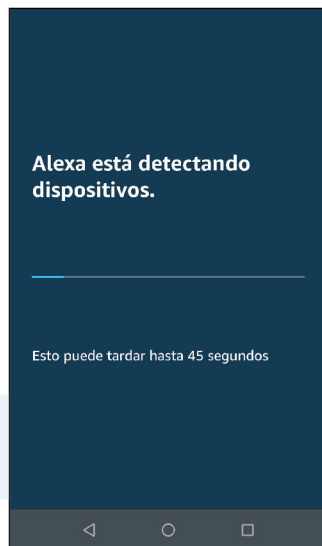 Alexa está detectando
dispositivos.
Esto puede tardar hasta 45 segundos